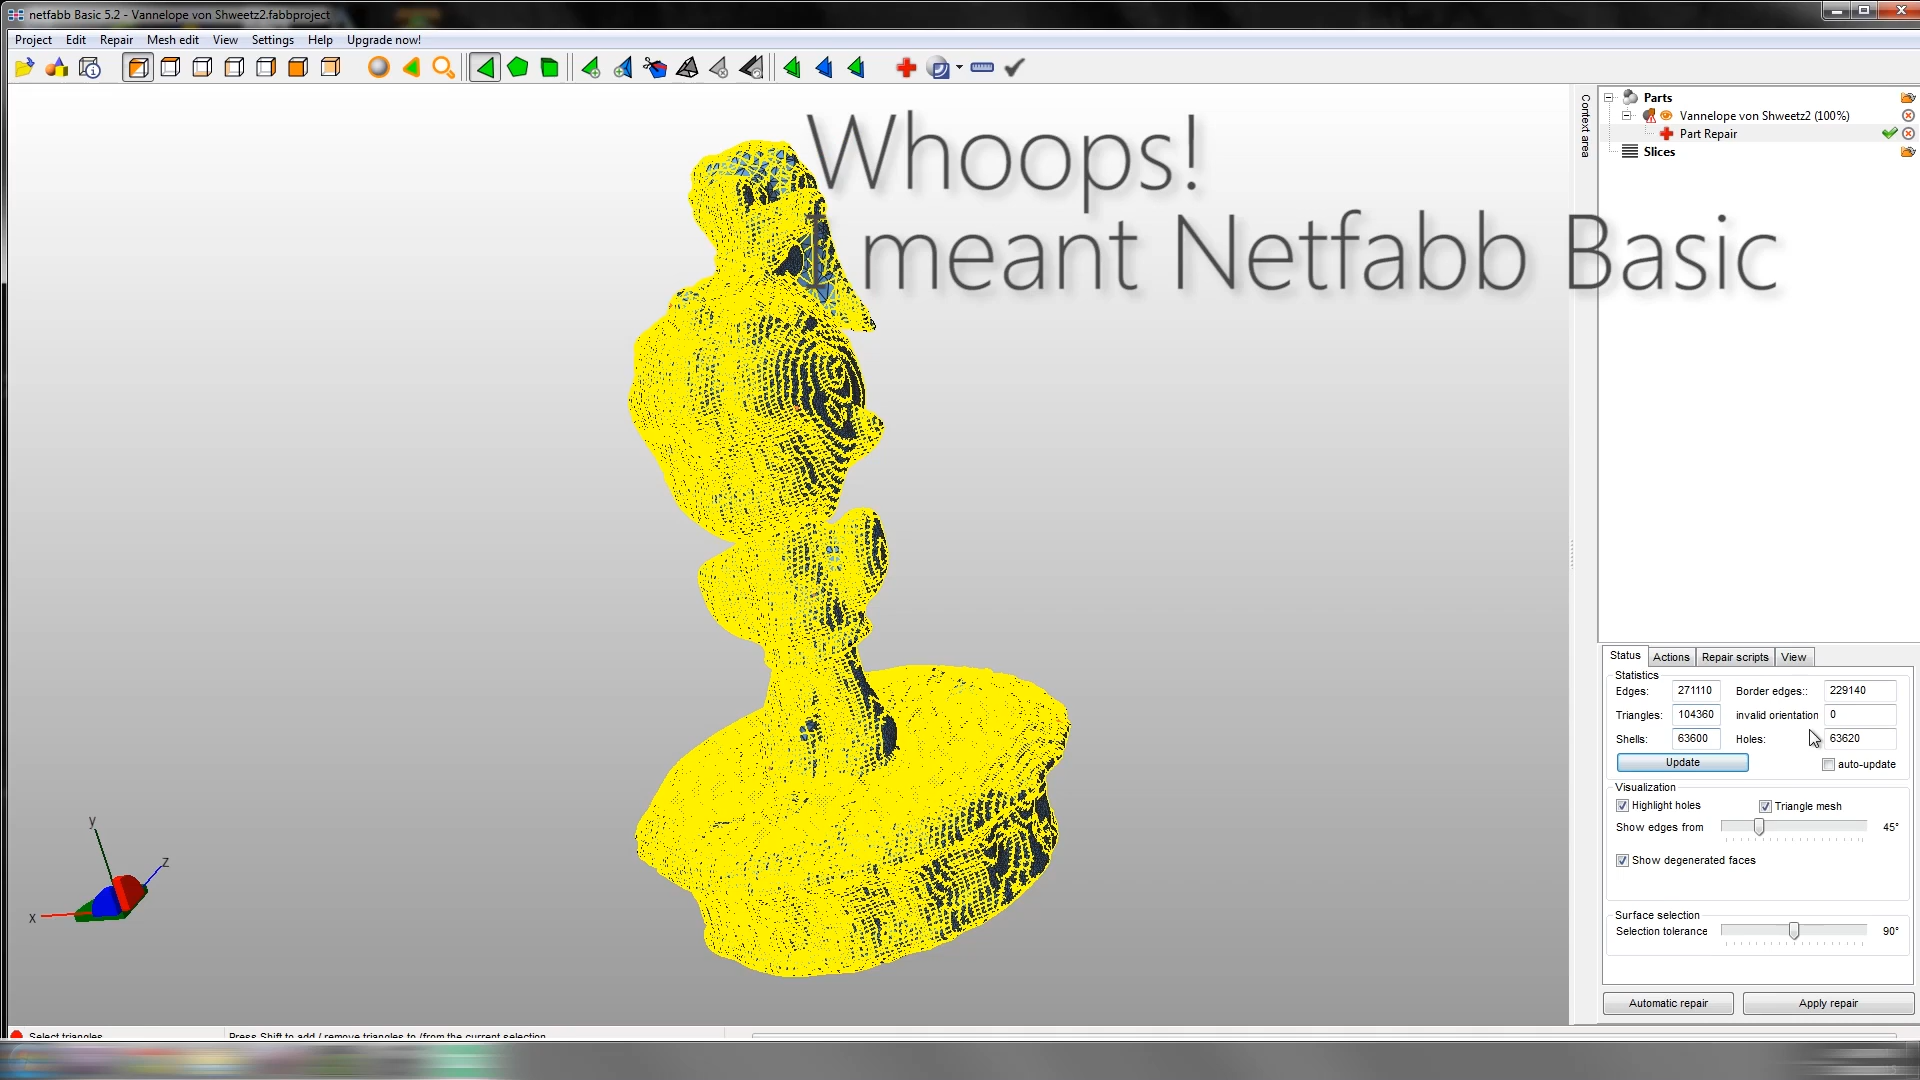 netfabb Basic 5.2 - Vannelope von Shweetz2.fabbproject
Project Edit Repair Mesh edit View Settings Help Upgrade now!
Whoops!
I meant Netfabb Basic
Context area
Parts
Vannelope von Shweetz2 (100%)
Part Repair
Slices
Status Actions Repair scripts View
Statistics
Edges: 271110 Border edges:: 229140
Triangles: 104360 invalid orientation 0
Shells: 63600 Holes: 63620
Update auto-update
Visualization
Highlight holes Triangle mesh
Show edges from 45°
Show degenerated faces
Surface selection
Selection tolerance 90°
Automatic repair Apply repair
y
z
x
Select triangles Press Shift to add / remove triangles to /from the current selection